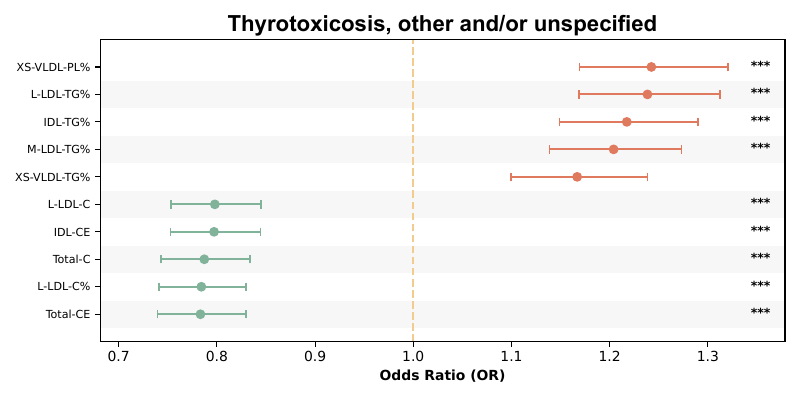 Thyrotoxicosis, other and/or unspecified
XS-VLDL-PL% ***
L-LDL-TG% ***
IDL-TG% ***
M-LDL-TG% ***
XS-VLDL-TG%
L-LDL-C ***
IDL-CE ***
Total-C ***
L-LDL-C% ***
Total-CE ***
0.7 0.8 0.9 1.0 1.1 1.2 1.3
Odds Ratio (OR)